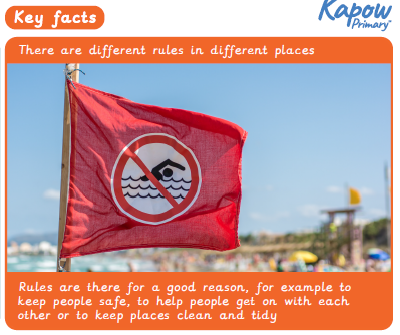 Key facts
Kapow
Primary
There are different rules in different places
Rules are there for a good reason, for example to
keep people safe, to help people get on with each
other or to keep places clean and tidy